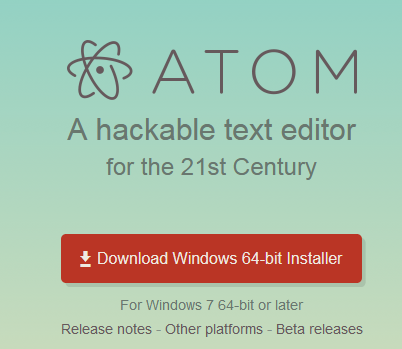 ATOM
A hackable text editor
for the 21st Century
Download Windows 64-bit Installer
For Windows 7 64-bit or later
Release notes - Other platforms - Beta releases